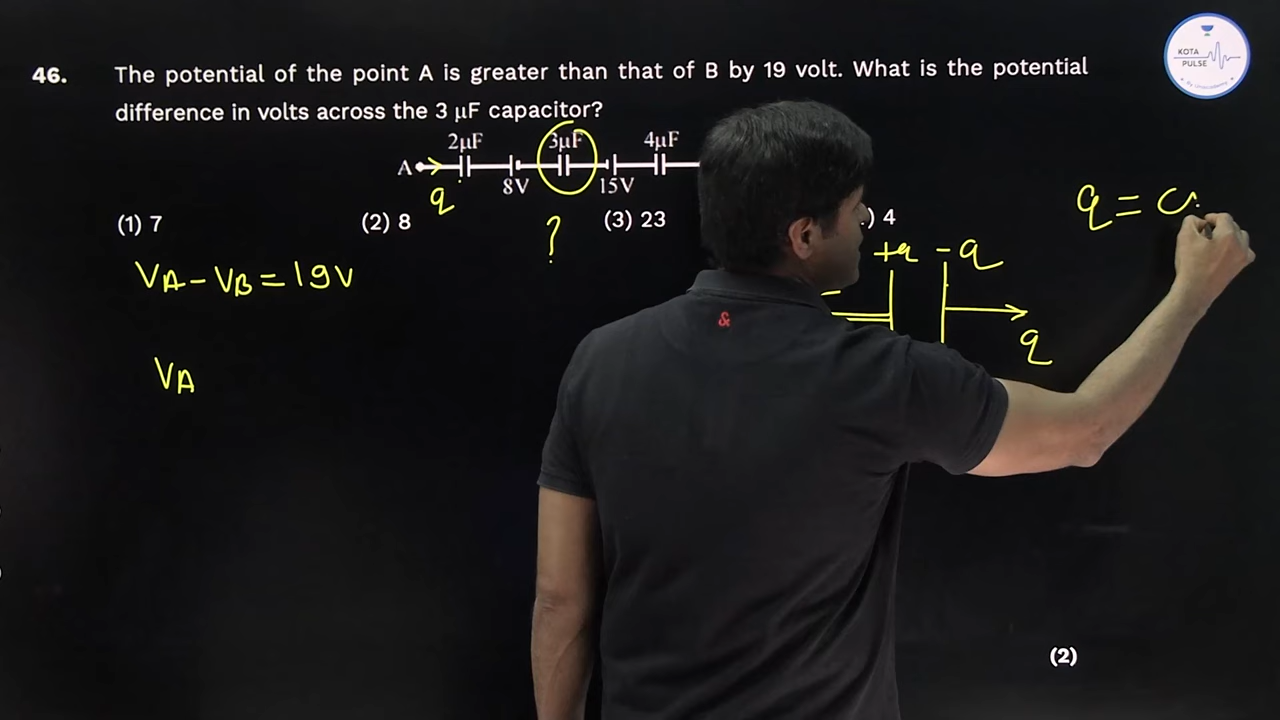 46. The potential of the point A is greater than that of B by 19 volt. What is the potential
difference in volts across the 3 μF capacitor?
2μF 3μF 4μF
A
8V 15V
q
(1) 7 (2) 8 (3) 23 ) 4
?
q =
VA - VB = 19V
+q -q
q
VA
(2)
KOTA
PULSE